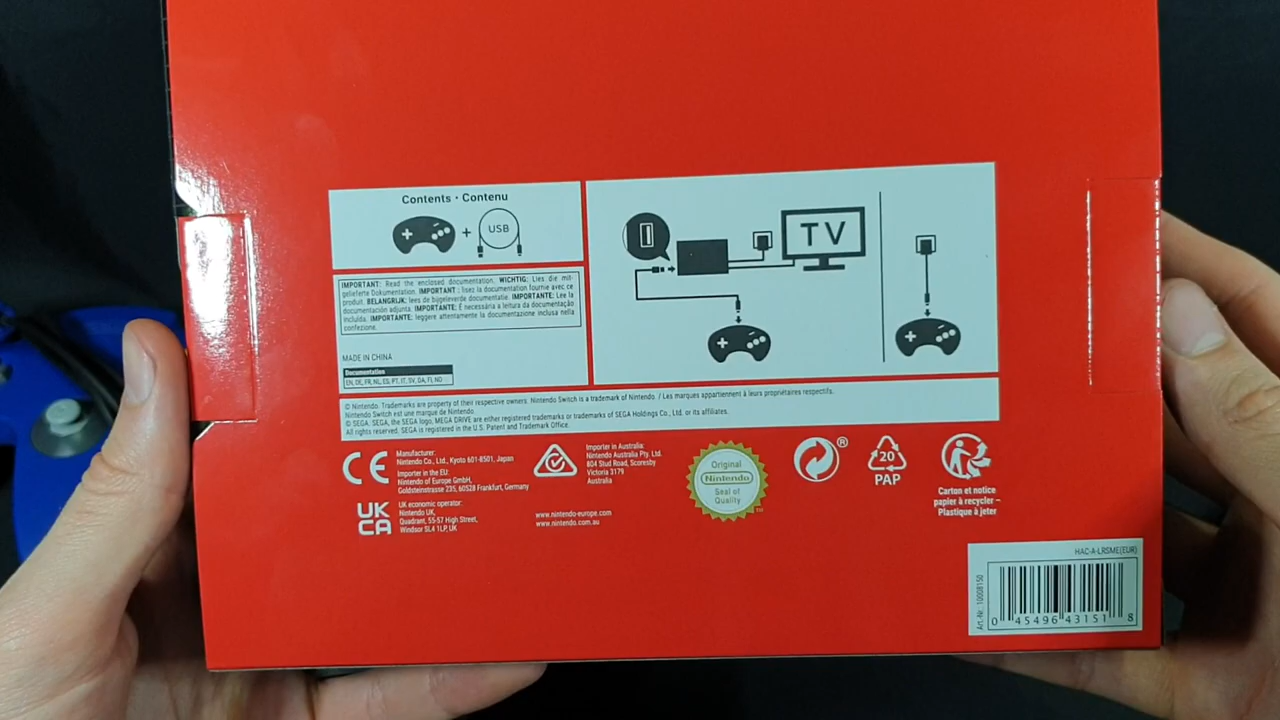 Contents · Contenu
USB
IMPORTANT: Read the enclosed documentation. WICHTIG: Lies die mit-
gelieferte Dokumentation. IMPORTANT : lisez la documentation fournie avec ce
produit. BELANGRIJK: lees de bijgeleverde documentatie. IMPORTANTE: Lee la
documentación adjunta. IMPORTANTE: É necessária a leitura da documentação
incluída. IMPORTANTE: leggere attentamente la documentazione inclusa nella
confezione.
MADE IN CHINA
Documentation
EN, DE, FR, NL, ES, PT, IT, SV, DA, FI, NO
TV
© Nintendo. Trademarks are property of their respective owners. Nintendo Switch is a trademark of Nintendo. / Les marques appartiennent à leurs propriétaires respectifs.
Nintendo Switch est une marque de Nintendo.
© SEGA. SEGA, the SEGA logo, MEGA DRIVE are either registered trademarks or trademarks of SEGA Holdings Co., Ltd. or its affiliates.
All rights reserved. SEGA is registered in the U.S. Patent and Trademark Office.
CE
Manufacturer:
Nintendo Co., Ltd., Kyoto 601-8501, Japan
Importer in the EU:
Nintendo of Europe GmbH,
Goldsteinstrasse 235, 60528 Frankfurt, Germany
UK
CA
UK economic operator:
Nintendo UK,
Quadrant, 55-57 High Street,
Windsor SL4 1LP, UK
Importer in Australia:
Nintendo Australia Pty. Ltd.
804 Stud Road, Scoresby
Victoria 3179
Australia
www.nintendo-europe.com
www.nintendo.com.au
Original
Nintendo
Seal of
Quality
TM
®
20
PAP
Carton et notice
papier à recycler –
Plastique à jeter
HAC-A-LRSME(EUR)
Art.-Nr. 10008150
0 45496 43151 8